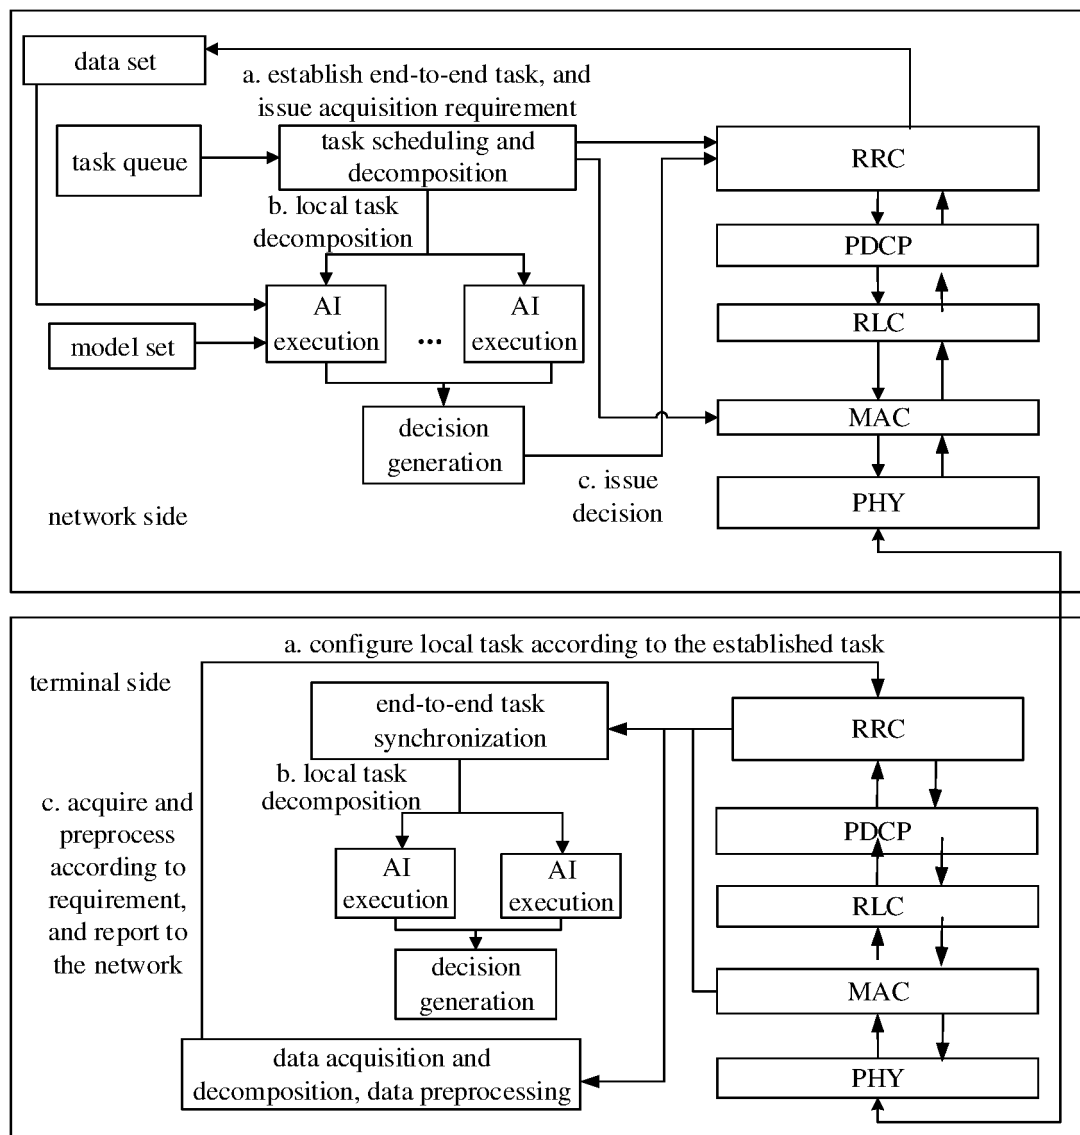 data set
a. establish end-to-end task, and
issue acquisition requirement
task queue
task scheduling and
decomposition
RRC
b. local task
decomposition
PDCP
AI
execution
...
AI
execution
RLC
model set
decision
generation
MAC
c. issue
decision
PHY
network side
a. configure local task according to the established task
terminal side
end-to-end task
synchronization
RRC
b. local task
decomposition
c. acquire and
preprocess
according to
requirement,
and report to
the network
PDCP
AI
execution
AI
execution
RLC
decision
generation
MAC
data acquisition and
decomposition, data preprocessing
PHY